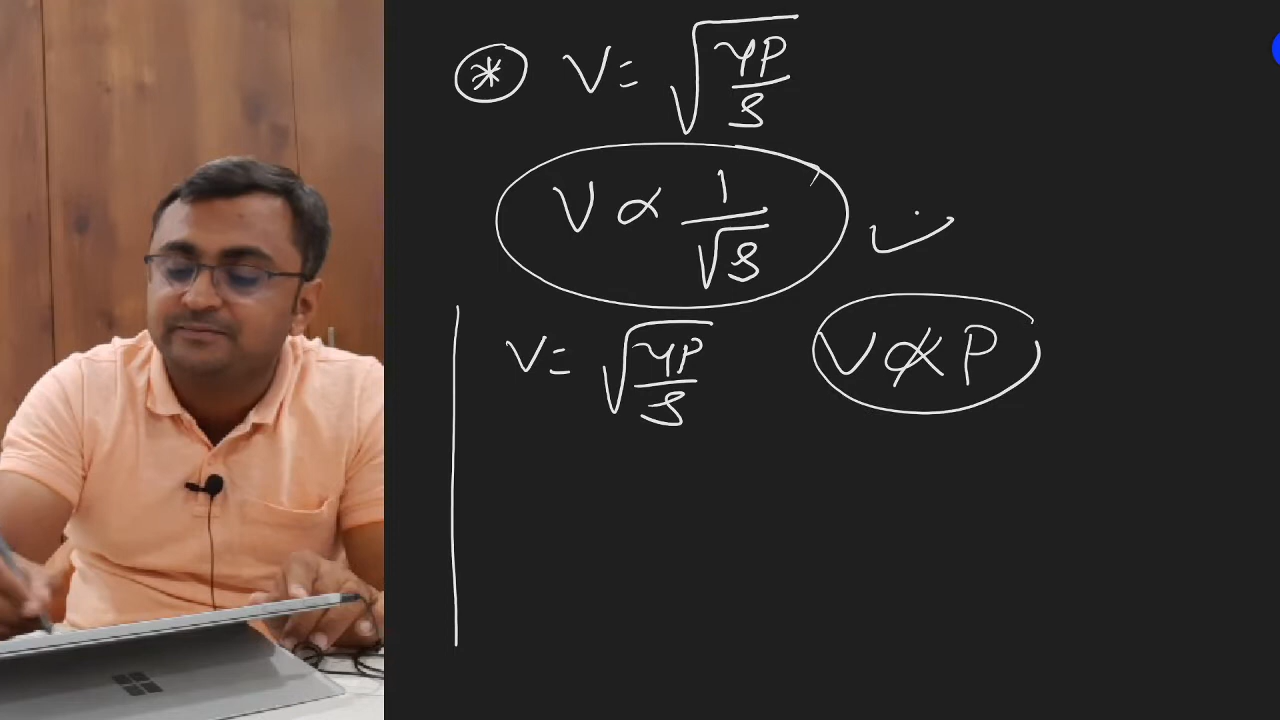 * V = √(γP/ρ)
V ∝ 1/√ρ
V = √(γP/ρ) V ∝̸ P